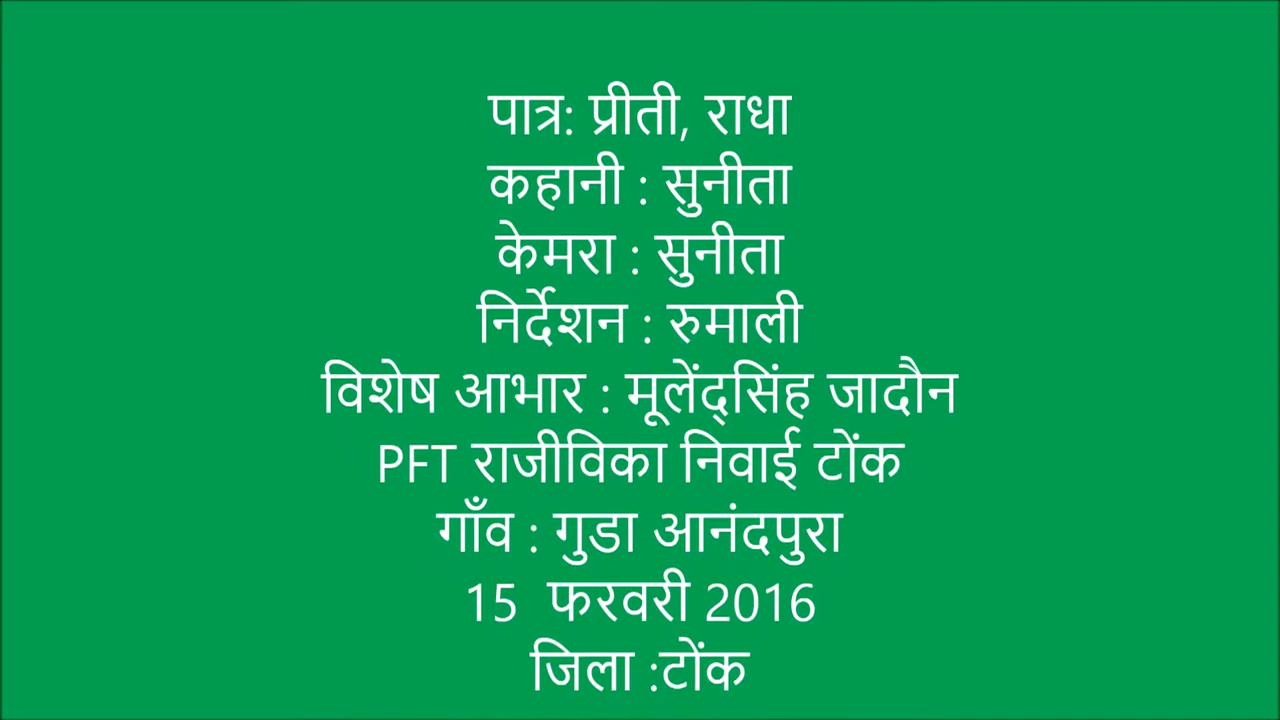 पात्र: प्रीती, राधा
कहानी : सुनीता
केमरा : सुनीता
निर्देशन : रुमाली
विशेष आभार : मूलेंद्सिंह जादौन
PFT राजीविका निवाई टोंक
गाँव : गुडा आनंदपुरा
15 फरवरी 2016
जिला :टोंक